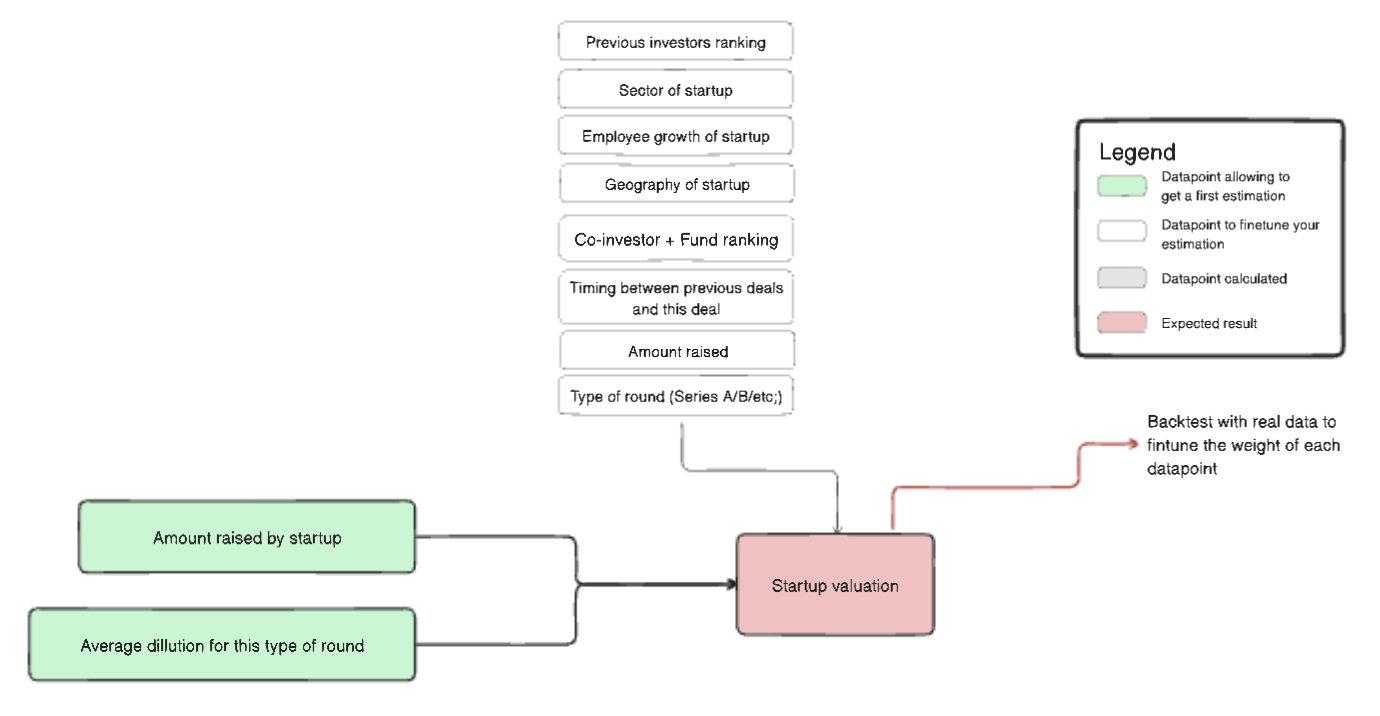 Previous investors ranking
Sector of startup
Employee growth of startup
Geography of startup
Co-investor + Fund ranking
Timing between previous deals
and this deal
Amount raised
Type of round (Series A/B/etc;)
Legend
Datapoint allowing to
get a first estimation
Datapoint to finetune your
estimation
Datapoint calculated
Expected result
Backtest with real data to
fintune the weight of each
datapoint
Amount raised by startup
Average dillution for this type of round
Startup valuation